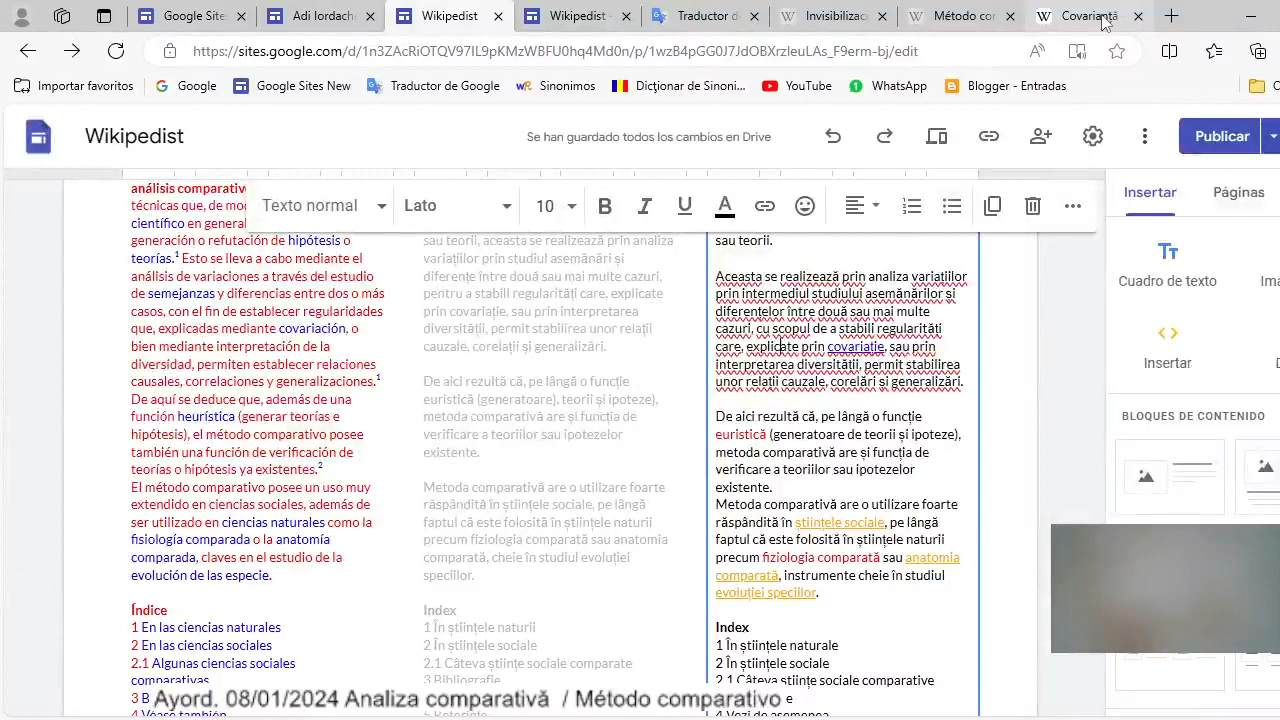 Google Site
Adi Iordach
Wikipedist
Wikipedist -
Traductor d
Invisibilizac
Método cor
Covarianță
https://sites.google.com/d/1n3ZAcRiOTQV97IL9pKMzWBFU0hq4Md0n/p/1wzB4pGG0J7JdOBXrzleuLAs_F9erm-bj/edit
Importar favoritos
Google
Google Sites New
Traductor de Google
Sinonimos
Dicționar de Sinoni...
YouTube
WhatsApp
Blogger - Entradas
Wikipedist
Se han guardado todos los cambios en Drive
Publicar
Texto normal
Lato
10
Insertar
Páginas
Cuadro de texto
Insertar
BLOQUES DE CONTENIDO
análisis comparativo
técnicas que, de mo
científico en genera
generación o refutación de hipótesis o
teorías.1 Esto se lleva a cabo mediante el
análisis de variaciones a través del estudio
de semejanzas y diferencias entre dos o más
casos, con el fin de establecer regularidades
que, explicadas mediante covariación, o
bien mediante interpretación de la
diversidad, permiten establecer relaciones
causales, correlaciones y generalizaciones.1
De aquí se deduce que, además de una
función heurística (generar teorías e
hipótesis), el método comparativo posee
también una función de verificación de
teorías o hipótesis ya existentes.2
El método comparativo posee un uso muy
extendido en ciencias sociales, además de
ser utilizado en ciencias naturales como la
fisiología comparada o la anatomía
comparada, claves en el estudio de la
evolución de las especie.
Índice
1 En las ciencias naturales
2 En las ciencias sociales
2.1 Algunas ciencias sociales
comparativas
3 B
4 Véase también
sau teorii, aceasta se realizează prin analiza
variațiilor prin studiul asemănări și
diferențe între două sau mai multe cazuri,
pentru a stabili regularități care, explicate
prin covariație, sau prin interpretarea
diversității, permit stabilirea unor relații
cauzale, corelații și generalizări.
De aici rezultă că, pe lângă o funcție
euristică (generatoare). teorii și ipoteze),
metoda comparativă are și funcția de
verificare a teoriilor sau ipotezelor
existente.
Metoda comparativă are o utilizare foarte
răspândită în științele sociale, pe lângă
faptul că este folosită în științele naturii
precum fiziologia comparată sau anatomia
comparată, cheie în studiul evoluției
speciilor.
Index
1 În științele naturii
2 În științele sociale
2.1 Câteva științe sociale comparate
3 Bibliografie
5 Referințe
sau teorii.
Aceasta se realizează prin analiza variațiilor
prin intermediul studiului asemănărilor și
diferențelor între două sau mai multe
cazuri, cu scopul de a stabili regularități
care, explicate prin covariație, sau prin
interpretarea diversității, permit stabilirea
unor relații cauzale, corelări și generalizări.
De aici rezultă că, pe lângă o funcție
euristică (generatoare de teorii și ipoteze),
metoda comparativă are și funcția de
verificare a teoriilor sau ipotezelor
existente.
Metoda comparativă are o utilizare foarte
răspândită în științele sociale, pe lângă
faptul că este folosită în științele naturale
precum fiziologia comparată sau anatomia
comparată, instrumente cheie în studiul
evoluției speciilor.
Index
1 În științele naturale
2 În științele sociale
2.1 Câteva științe sociale comparative
e
4 Vezi de asemenea
Ayord. 08/01/2024 Analiza comparativă / Método comparativo